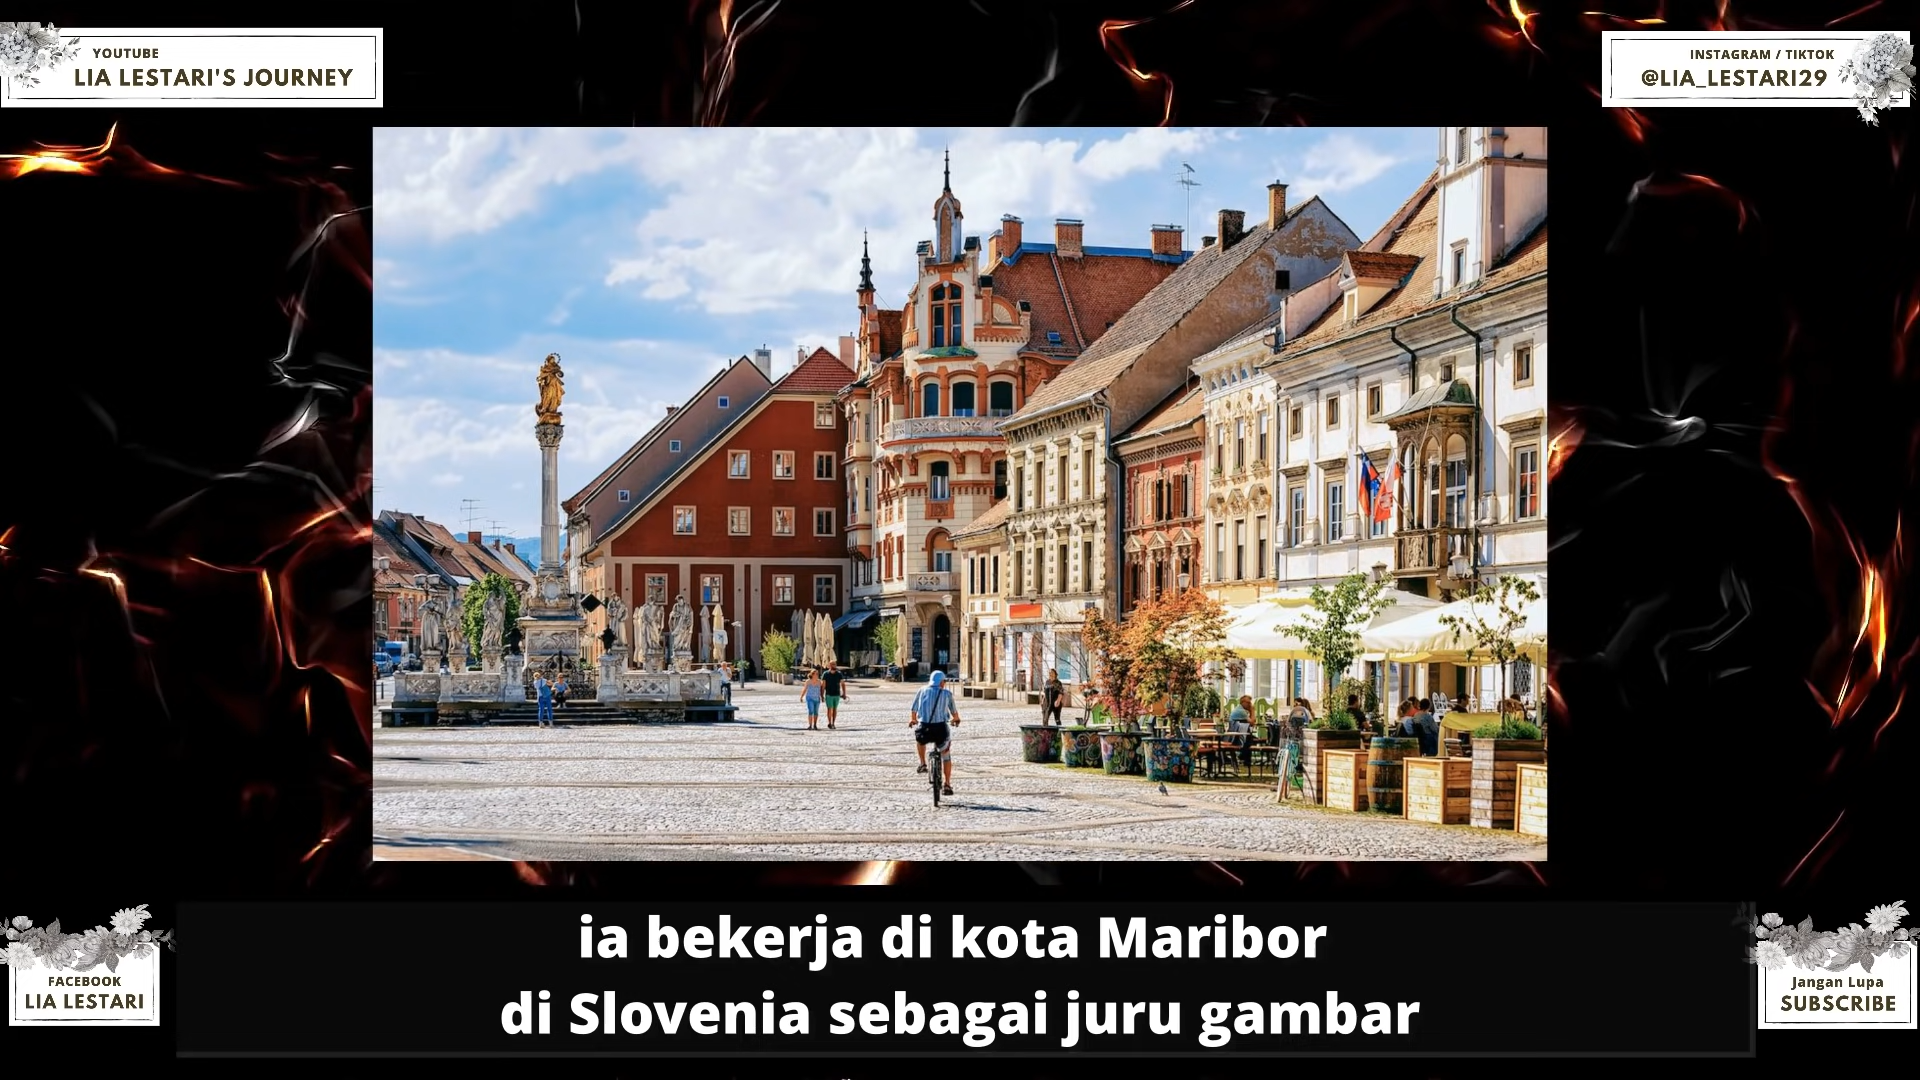 YOUTUBE
LIA LESTARI'S JOURNEY
INSTAGRAM / TIKTOK
@LIA_LESTARI29
ia bekerja di kota Maribor
di Slovenia sebagai juru gambar
FACEBOOK
LIA LESTARI
Jangan Lupa
SUBSCRIBE